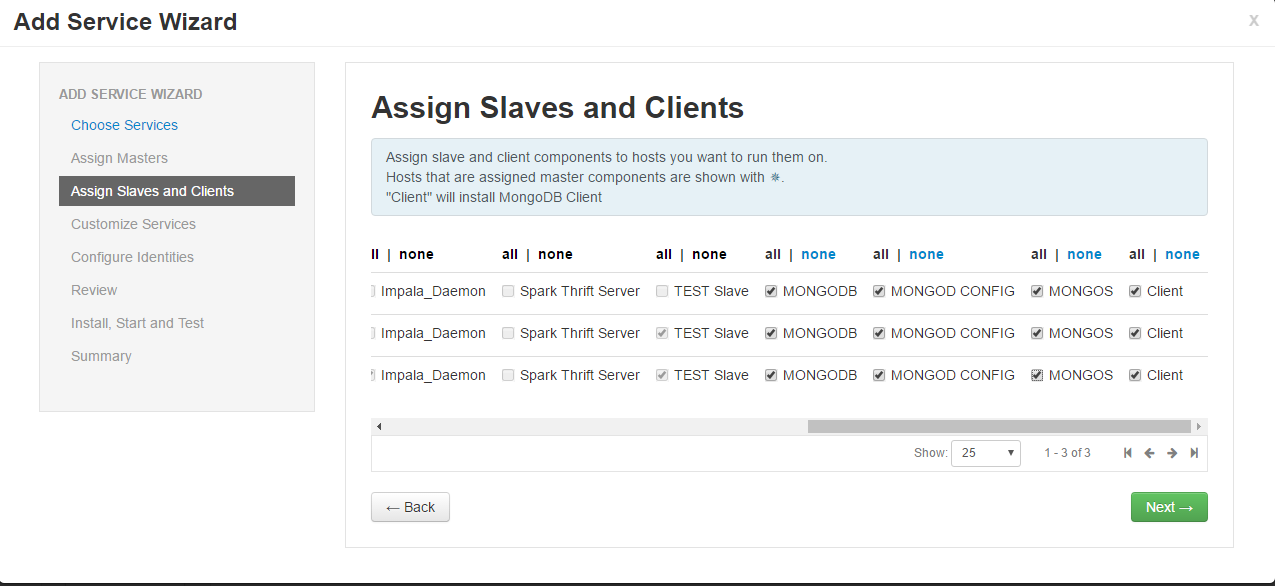 Add Service Wizard
x
ADD SERVICE WIZARD
Choose Services
Assign Masters
Assign Slaves and Clients
Customize Services
Configure Identities
Review
Install, Start and Test
Summary
Assign Slaves and Clients
Assign slave and client components to hosts you want to run them on.
Hosts that are assigned master components are shown with ✵.
"Client" will install MongoDB Client
ll | none all | none all | none all | none all | none all | none all | none
Impala_Daemon Spark Thrift Server TEST Slave MONGODB MONGOD CONFIG MONGOS Client
Impala_Daemon Spark Thrift Server TEST Slave MONGODB MONGOD CONFIG MONGOS Client
Impala_Daemon Spark Thrift Server TEST Slave MONGODB MONGOD CONFIG MONGOS Client
Show: 25 1 - 3 of 3
← Back
Next →